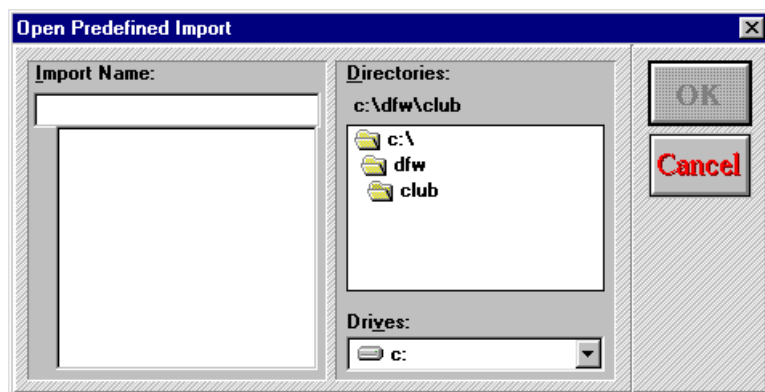 Open Predefined Import
Import Name:
Directories:
c:\dfw\club
c:\
dfw
club
Drives:
c:
OK
Cancel